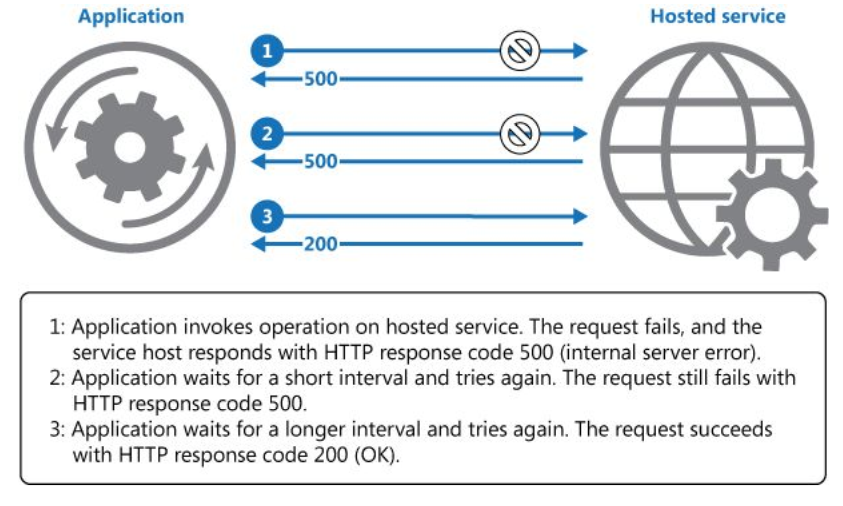 Application
Hosted service
1
500
2
500
3
200
1: Application invokes operation on hosted service. The request fails, and the
service host responds with HTTP response code 500 (internal server error).
2: Application waits for a short interval and tries again. The request still fails with
HTTP response code 500.
3: Application waits for a longer interval and tries again. The request succeeds
with HTTP response code 200 (OK).